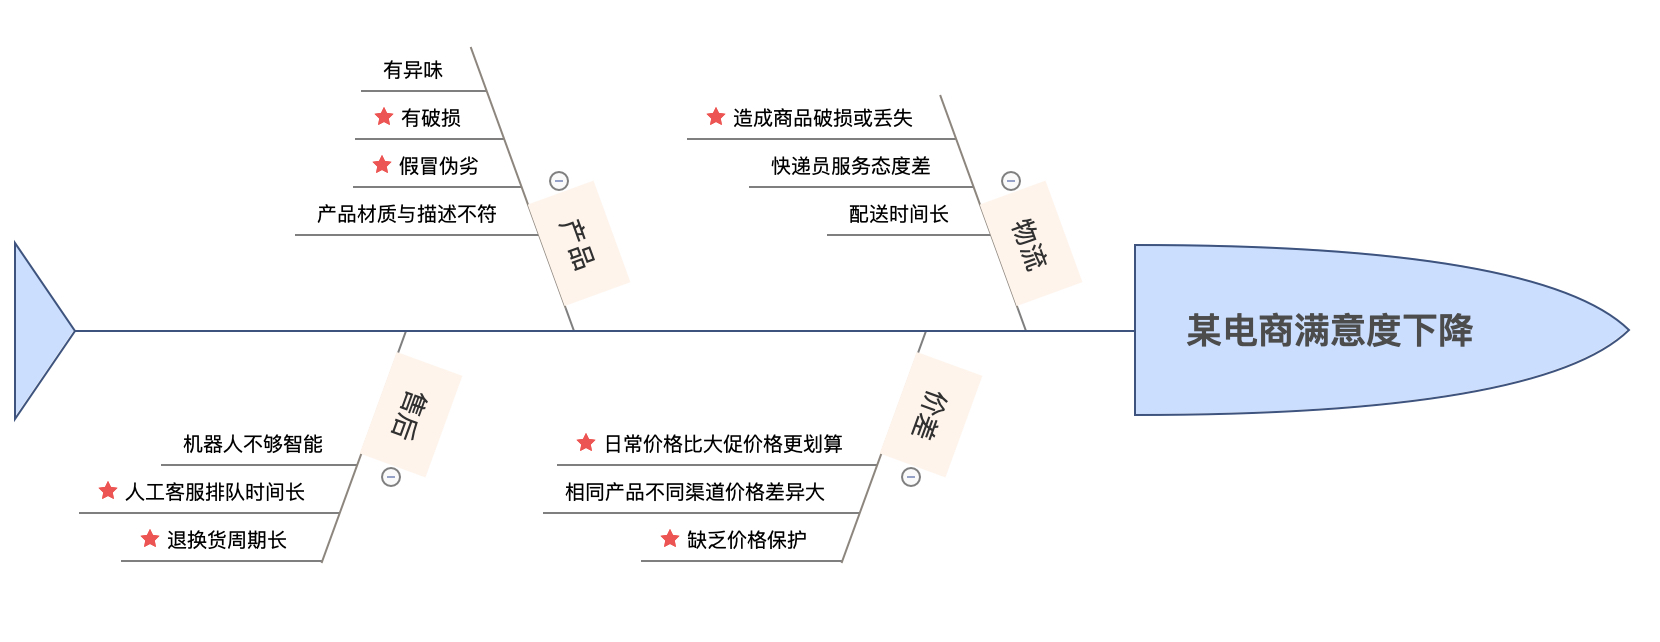 有异味
有破损
假冒伪劣
产品材质与描述不符
产品
造成商品破损或丢失
快递员服务态度差
配送时间长
物流
某电商满意度下降
售后
机器人不够智能
人工客服排队时间长
退换货周期长
价差
日常价格比大促价格更划算
相同产品不同渠道价格差异大
缺乏价格保护